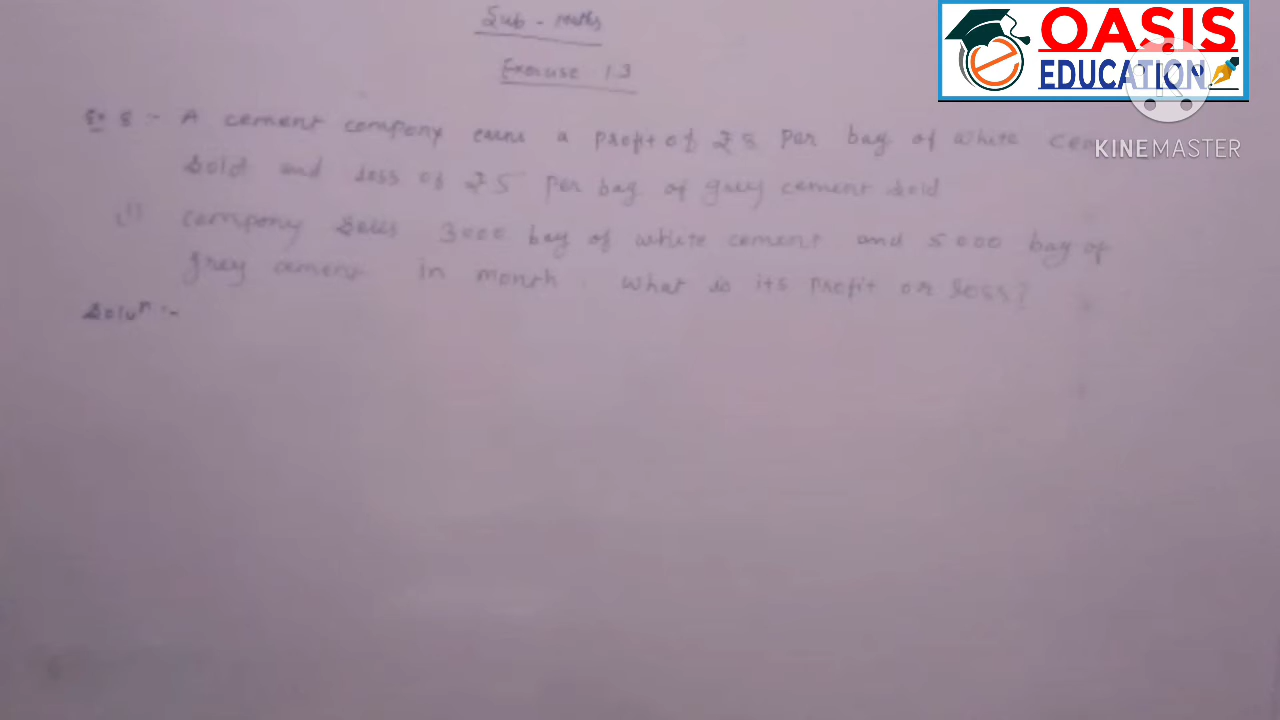 Sub - maths
Exercise 1.3
OASIS
EDUCATION
KINEMASTER
8 :- A cement company earns a profit of ₹ 8 per bag of white cem
sold and loss of ₹ 5 per bag of grey cement sold
(i) company sells 3000 bag of white cement and 5000 bag of
grey cement in month. What is its profit or loss?
Soluⁿ :-